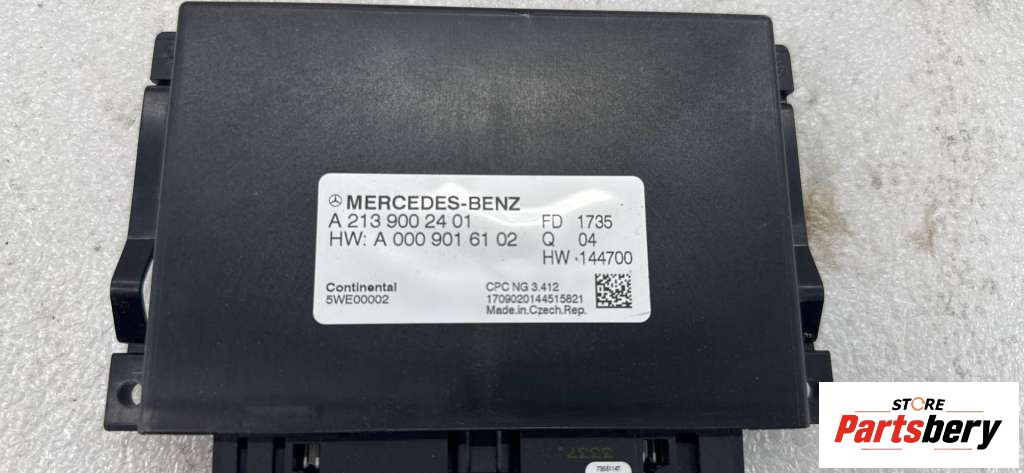 MERCEDES-BENZ
A 213 900 24 01
HW: A 000 901 61 02
FD 1735
Q 04
HW 144700
Continental
5WE00002
CPC NG 3.412
1709020144515821
Made.in.Czech.Rep.
STORE
Partsbery